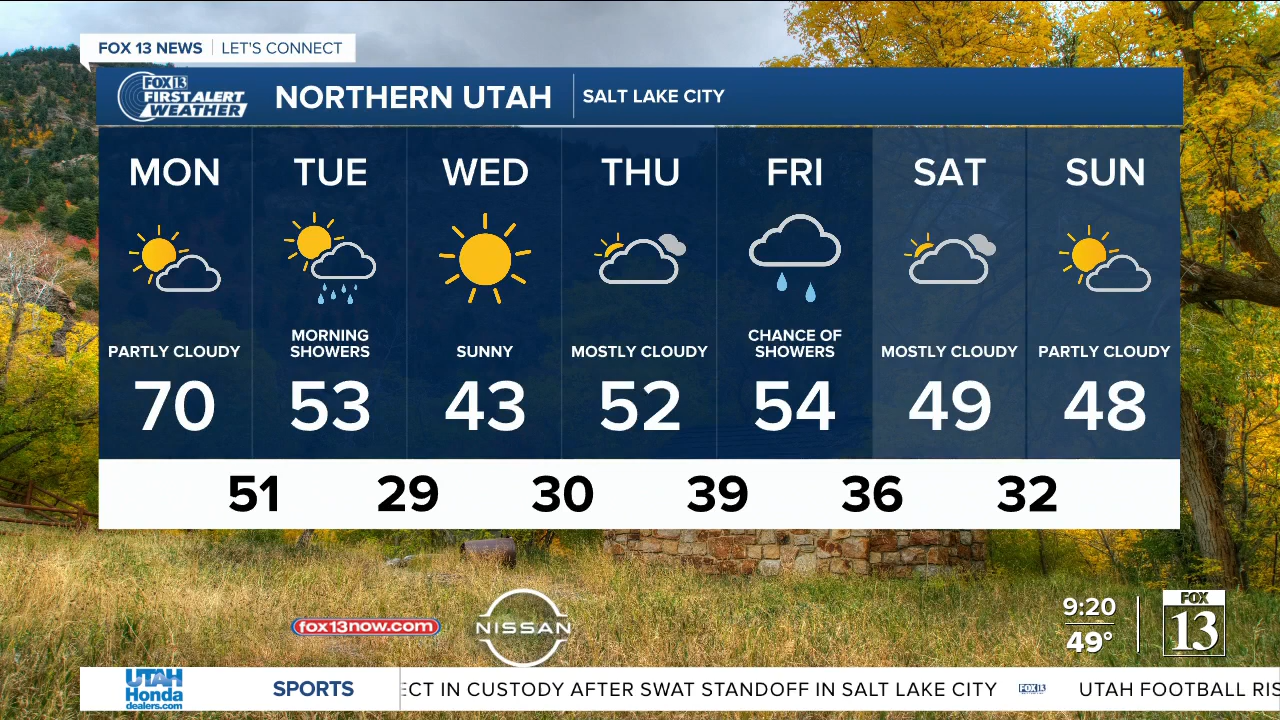 FOX 13 NEWS | LET'S CONNECT
FOX 13
FIRST ALERT
WEATHER
NORTHERN UTAH
SALT LAKE CITY
MON TUE WED THU FRI SAT SUN
MORNING CHANCE OF
PARTLY CLOUDY SHOWERS SUNNY MOSTLY CLOUDY SHOWERS MOSTLY CLOUDY PARTLY CLOUDY
70 53 43 52 54 49 48
51 29 30 39 36 32
fox13now.com
NISSAN
9:20
49°
FOX
13
UTAH
Honda
dealers.com
SPORTS
ECT IN CUSTODY AFTER SWAT STANDOFF IN SALT LAKE CITY FOX 13 UTAH FOOTBALL RIS